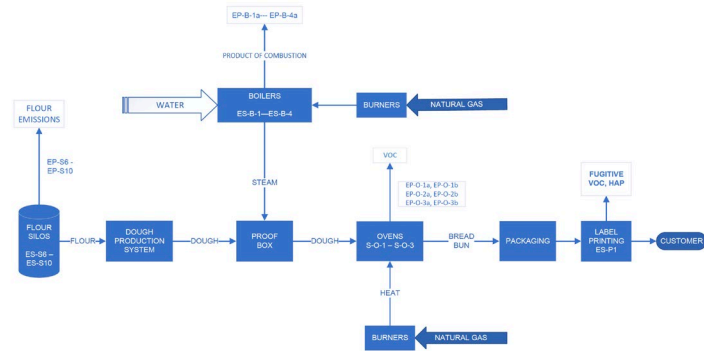 EP-B-1a— EP-B-4a
PRODUCT OF COMBUSTION
FLOUR
EMISSIONS
WATER
BOILERS
ES-B-1—ES-B-4
BURNERS
NATURAL GAS
VOC
EP-S6 -
EP-S10
STEAM
EP-O-1a, EP-O-1b
EP-O-2a, EP-O-2b
EP-O-3a, EP-O-3b
FUGITIVE
VOC, HAP
FLOUR
SILOS
ES-S6 –
ES-S10
FLOUR
DOUGH
PRODUCTION
SYSTEM
DOUGH
PROOF
BOX
DOUGH
OVENS
S-O-1 – S-O-3
BREAD
BUN
PACKAGING
LABEL
PRINTING
ES-P1
CUSTOMER
HEAT
BURNERS
NATURAL GAS